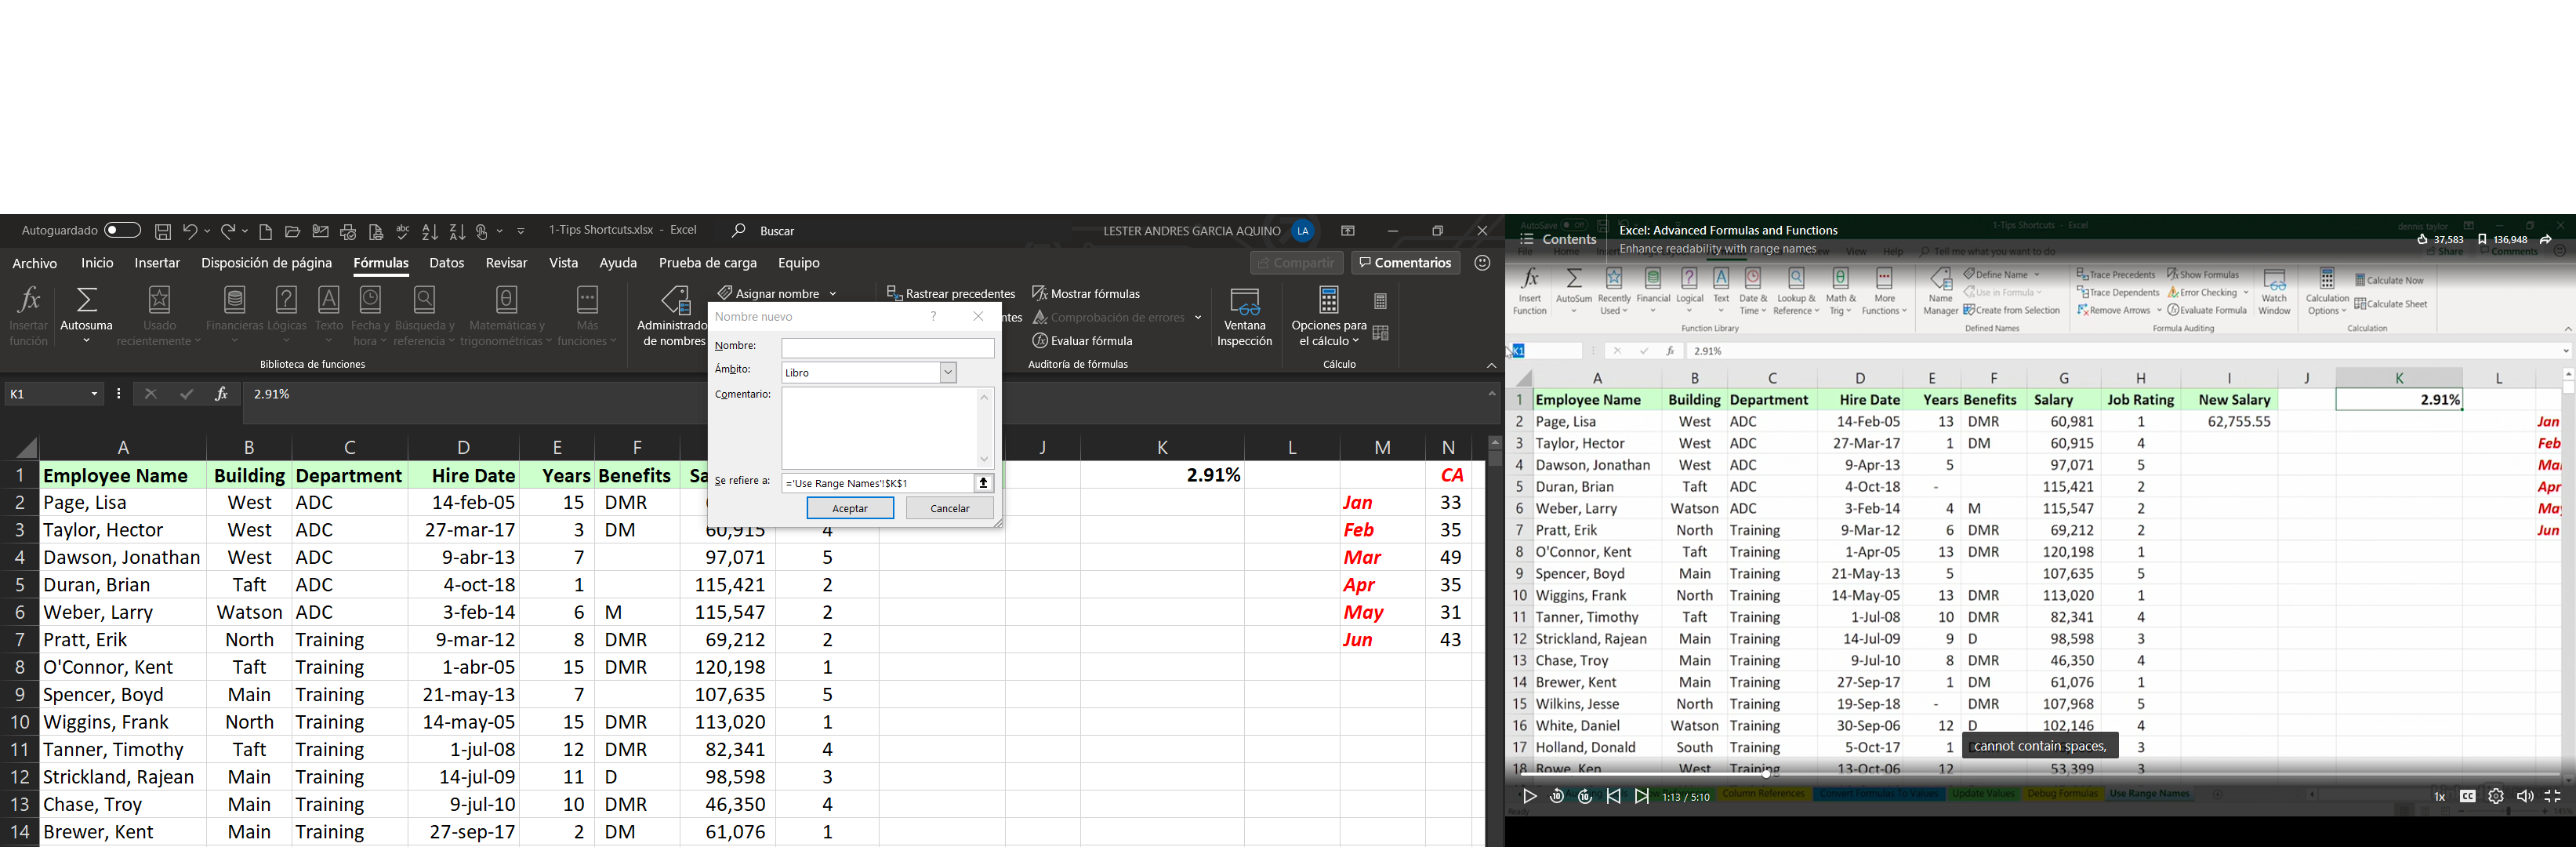 Autoguardado
1-Tips Shortcuts.xlsx - Excel
Buscar
LESTER ANDRES GARCIA AQUINO
LA
Archivo Inicio Insertar Disposición de página Fórmulas Datos Revisar Vista Ayuda Prueba de carga Equipo
Compartir
Comentarios
Insertar función
Autosuma
Usado recientemente
Financieras
Lógicas
Texto
Fecha y hora
Búsqueda y referencia
Matemáticas y trigonométricas
Más funciones
Biblioteca de funciones
Administrado
de nombres
Asignar nombre
Rastrear precedentes
ntes
Mostrar fórmulas
Comprobación de errores
Evaluar fórmula
Auditoría de fórmulas
Ventana Inspección
Opciones para el cálculo
Cálculo
K1
fx
2.91%
Nombre nuevo
?
Nombre:
Ámbito: Libro
Comentario:
Se refiere a: ='Use Range Names'!$K$1
Aceptar Cancelar
A B C D E F J K L M N
1 Employee Name Building Department Hire Date Years Benefits Sa 2.91% CA
2 Page, Lisa West ADC 14-feb-05 15 DMR Jan 33
3 Taylor, Hector West ADC 27-mar-17 3 DM 60,915 4 Feb 35
4 Dawson, Jonathan West ADC 9-abr-13 7 97,071 5 Mar 49
5 Duran, Brian Taft ADC 4-oct-18 1 115,421 2 Apr 35
6 Weber, Larry Watson ADC 3-feb-14 6 M 115,547 2 May 31
7 Pratt, Erik North Training 9-mar-12 8 DMR 69,212 2 Jun 43
8 O'Connor, Kent Taft Training 1-abr-05 15 DMR 120,198 1
9 Spencer, Boyd Main Training 21-may-13 7 107,635 5
10 Wiggins, Frank North Training 14-may-05 15 DMR 113,020 1
11 Tanner, Timothy Taft Training 1-jul-08 12 DMR 82,341 4
12 Strickland, Rajean Main Training 14-jul-09 11 D 98,598 3
13 Chase, Troy Main Training 9-jul-10 10 DMR 46,350 4
14 Brewer, Kent Main Training 27-sep-17 2 DM 61,076 1
AutoSave Off
1-Tips Shortcuts - Excel
dennis taylor
Contents
Excel: Advanced Formulas and Functions
Enhance readability with range names
37,583 136,948
File Home View Help Tell me what you want to do
Share Comments
Insert Function
AutoSum
Recently Used
Financial
Logical
Text
Date & Time
Lookup & Reference
Math & Trig
More Functions
Function Library
Name Manager
Define Name
Use in Formula
Create from Selection
Defined Names
Trace Precedents
Trace Dependents
Remove Arrows
Show Formulas
Error Checking
Evaluate Formula
Formula Auditing
Watch Window
Calculation Options
Calculate Now
Calculate Sheet
Calculation
K1
fx
2.91%
A B C D E F G H I J K L
1 Employee Name Building Department Hire Date Years Benefits Salary Job Rating New Salary 2.91%
2 Page, Lisa West ADC 14-Feb-05 13 DMR 60,981 1 62,755.55 Jan
3 Taylor, Hector West ADC 27-Mar-17 1 DM 60,915 4 Feb
4 Dawson, Jonathan West ADC 9-Apr-13 5 97,071 5 Ma
5 Duran, Brian Taft ADC 4-Oct-18 - 115,421 2 Apr
6 Weber, Larry Watson ADC 3-Feb-14 4 M 115,547 2 Ma
7 Pratt, Erik North Training 9-Mar-12 6 DMR 69,212 2 Jun
8 O'Connor, Kent Taft Training 1-Apr-05 13 DMR 120,198 1
9 Spencer, Boyd Main Training 21-May-13 5 107,635 5
10 Wiggins, Frank North Training 14-May-05 13 DMR 113,020 1
11 Tanner, Timothy Taft Training 1-Jul-08 10 DMR 82,341 4
12 Strickland, Rajean Main Training 14-Jul-09 9 D 98,598 3
13 Chase, Troy Main Training 9-Jul-10 8 DMR 46,350 4
14 Brewer, Kent Main Training 27-Sep-17 1 DM 61,076 1
15 Wilkins, Jesse North Training 19-Sep-18 - DMR 107,968 5
16 White, Daniel Watson Training 30-Sep-06 12 D 102,146 4
17 Holland, Donald South Training 5-Oct-17 1 3
cannot contain spaces,
18 Rowe, Ken West Training 13-Oct-06 12 53,399 3
Column References Convert Formulas To Values Update Values Debug Formulas Use Range Names
10 10 1:13 / 5:10 1x CC
Ready